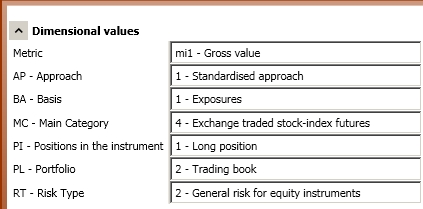 Dimensional values
Metric mi1 - Gross value
AP - Approach 1 - Standardised approach
BA - Basis 1 - Exposures
MC - Main Category 4 - Exchange traded stock-index futures
PI - Positions in the instrument 1 - Long position
PL - Portfolio 2 - Trading book
RT - Risk Type 2 - General risk for equity instruments